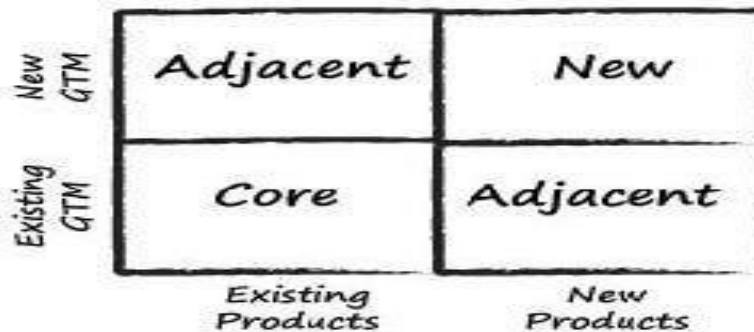 New
GTM
Adjacent
New
Existing
GTM
Core
Adjacent
Existing
Products
New
Products